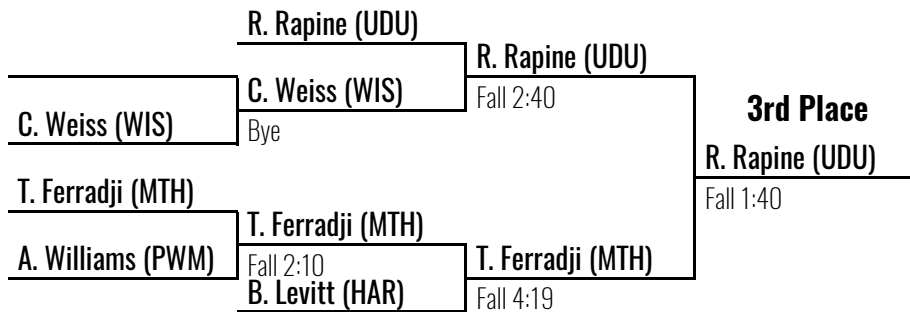 R. Rapine (UDU)
R. Rapine (UDU)
C. Weiss (WIS)
Fall 2:40
3rd Place
C. Weiss (WIS)
Bye
R. Rapine (UDU)
T. Ferradji (MTH)
Fall 1:40
T. Ferradji (MTH)
A. Williams (PWM)
Fall 2:10
T. Ferradji (MTH)
B. Levitt (HAR)
Fall 4:19